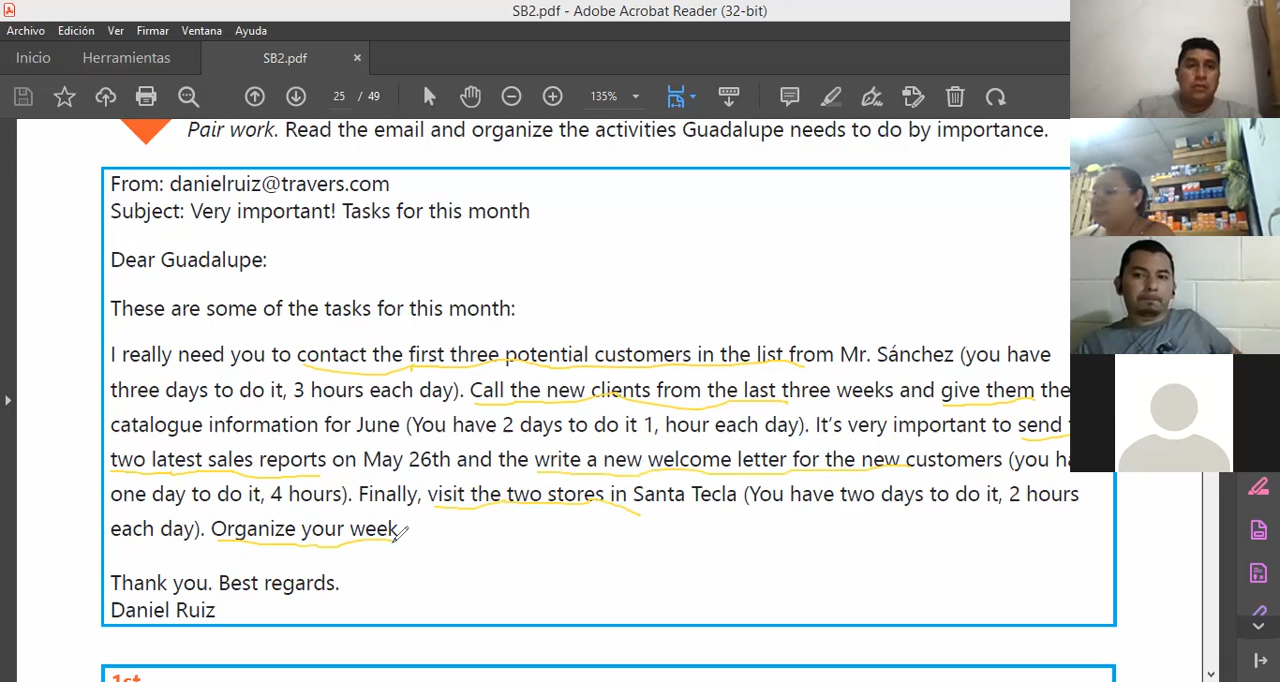 SB2.pdf - Adobe Acrobat Reader (32-bit)
Archivo Edición Ver Firmar Ventana Ayuda
Inicio Herramientas SB2.pdf ×
25 / 49 135%
Pair work. Read the email and organize the activities Guadalupe needs to do by importance.
From: danielruiz@travers.com
Subject: Very important! Tasks for this month
Dear Guadalupe:
These are some of the tasks for this month:
I really need you to contact the first three potential customers in the list from Mr. Sánchez (you have
three days to do it, 3 hours each day). Call the new clients from the last three weeks and give them the
catalogue information for June (You have 2 days to do it 1, hour each day). It’s very important to send
two latest sales reports on May 26th and the write a new welcome letter for the new customers (you
one day to do it, 4 hours). Finally, visit the two stores in Santa Tecla (You have two days to do it, 2 hours
each day). Organize your week
Thank you. Best regards.
Daniel Ruiz
1st